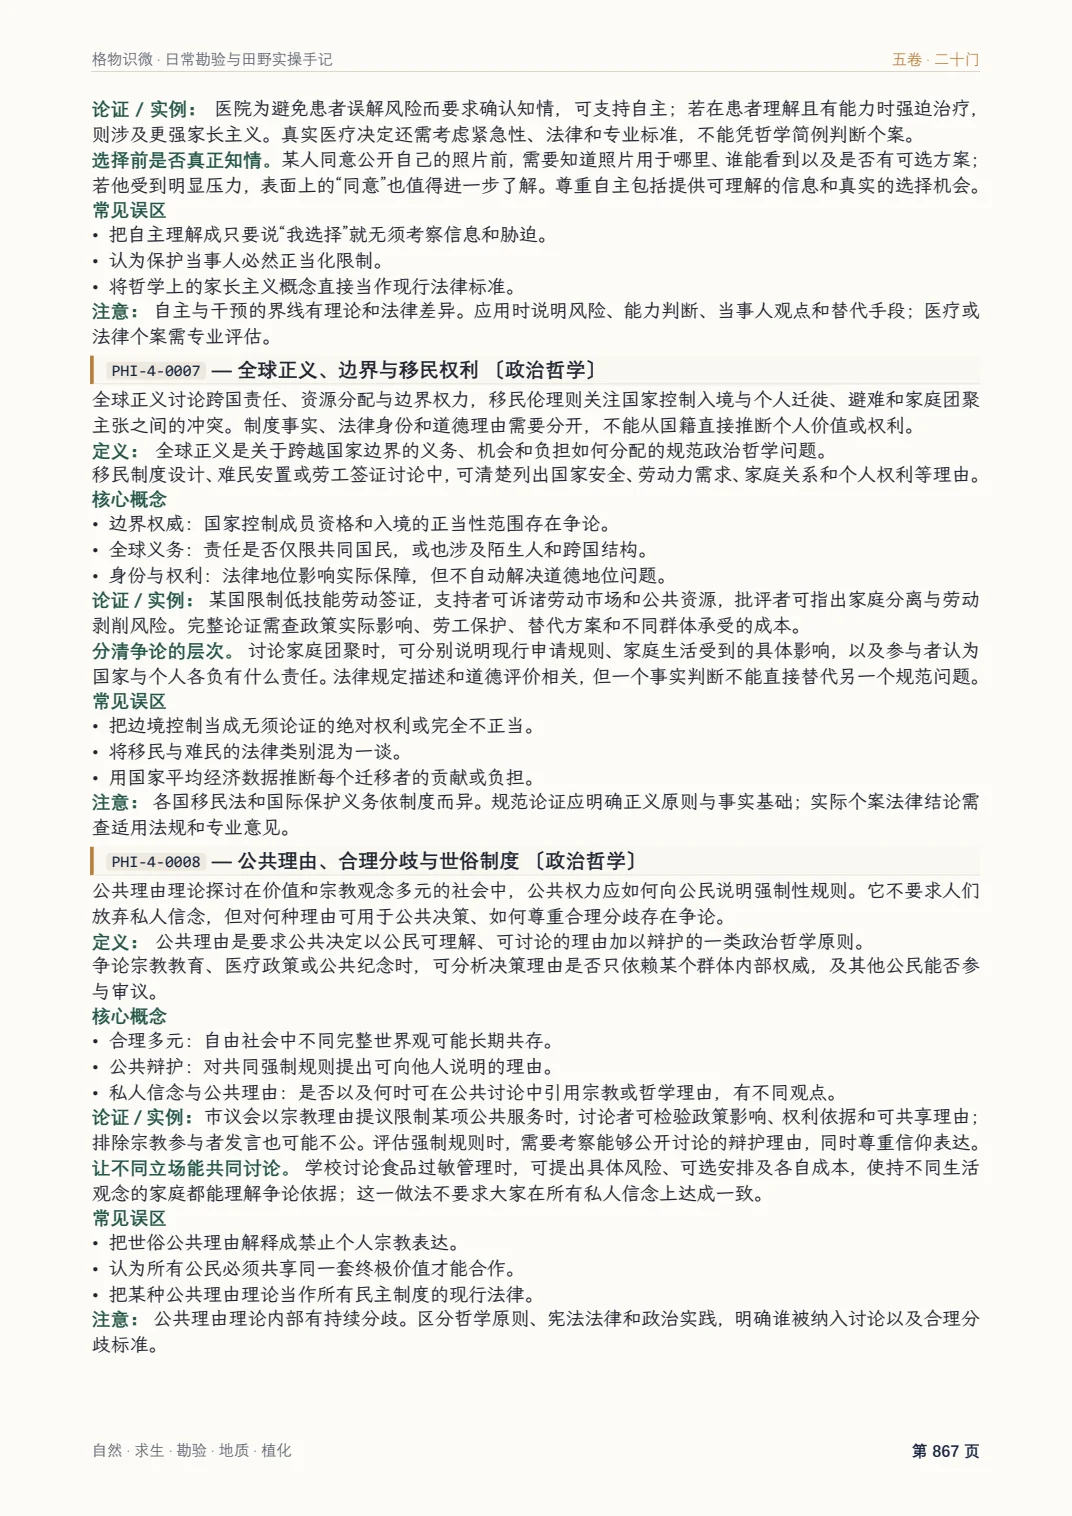 格物识微 · 日常勘验与田野实操手记
五卷 · 二十门
论证 / 实例： 医院为避免患者误解风险而要求确认知情，可支持自主；若在患者理解且有能力时强迫治疗，
则涉及更强家长主义。真实医疗决定还需考虑紧急性、法律和专业标准，不能凭哲学简例判断个案。
选择前是否真正知情。某人同意公开自己的照片前，需要知道照片用于哪里、谁能看到以及是否有可选方案；
若他受到明显压力，表面上的“同意”也值得进一步了解。尊重自主包括提供可理解的信息和真实的选择机会。
常见误区
• 把自主理解成只要说“我选择”就无须考察信息和胁迫。
• 认为保护当事人必然正当化限制。
• 将哲学上的家长主义概念直接当作现行法律标准。
注意： 自主与干预的界线有理论和法律差异。应用时说明风险、能力判断、当事人观点和替代手段；医疗或
法律个案需专业评估。
PHI-4-0007 — 全球正义、边界与移民权利 〔政治哲学〕
全球正义讨论跨国责任、资源分配与边界权力，移民伦理则关注国家控制入境与个人迁徙、避难和家庭团聚
主张之间的冲突。制度事实、法律身份和道德理由需要分开，不能从国籍直接推断个人价值或权利。
定义： 全球正义是关于跨越国家边界的义务、机会和负担如何分配的规范政治哲学问题。
移民制度设计、难民安置或劳工签证讨论中，可清楚列出国家安全、劳动力需求、家庭关系和个人权利等理由。
核心概念
• 边界权威：国家控制成员资格和入境的正当性范围存在争论。
• 全球义务：责任是否仅限共同国民，或也涉及陌生人和跨国结构。
• 身份与权利：法律地位影响实际保障，但不自动解决道德地位问题。
论证 / 实例： 某国限制低技能劳动签证，支持者可诉诸劳动市场和公共资源，批评者可指出家庭分离与劳动
剥削风险。完整论证需查政策实际影响、劳工保护、替代方案和不同群体承受的成本。
分清争论的层次。 讨论家庭团聚时，可分别说明现行申请规则、家庭生活受到的具体影响，以及参与者认为
国家与个人各负有什么责任。法律规定描述和道德评价相关，但一个事实判断不能直接替代另一个规范问题。
常见误区
• 把边境控制当成无须论证的绝对权利或完全不正当。
• 将移民与难民的法律类别混为一谈。
• 用国家平均经济数据推断每个迁移者的贡献或负担。
注意： 各国移民法和国际保护义务依制度而异。规范论证应明确正义原则与事实基础；实际个案法律结论需
查适用法规和专业意见。
PHI-4-0008 — 公共理由、合理分歧与世俗制度 〔政治哲学〕
公共理由理论探讨在价值和宗教观念多元的社会中，公共权力应如何向公民说明强制性规则。它不要求人们
放弃私人信念，但对何种理由可用于公共决策、如何尊重合理分歧存在争论。
定义： 公共理由是要求公共决定以公民可理解、可讨论的理由加以辩护的一类政治哲学原则。
争论宗教教育、医疗政策或公共纪念时，可分析决策理由是否只依赖某个群体内部权威，及其他公民能否参
与审议。
核心概念
• 合理多元：自由社会中不同完整世界观可能长期共存。
• 公共辩护：对共同强制规则提出可向他人说明的理由。
• 私人信念与公共理由：是否以及何时可在公共讨论中引用宗教或哲学理由，有不同观点。
论证 / 实例： 市议会以宗教理由提议限制某项公共服务时，讨论者可检验政策影响、权利依据和可共享理由；
排除宗教参与者发言也可能不公。评估强制规则时，需要考察能够公开讨论的辩护理由，同时尊重信仰表达。
让不同立场能共同讨论。 学校讨论食品过敏管理时，可提出具体风险、可选安排及各自成本，使持不同生活
观念的家庭都能理解争论依据；这一做法不要求大家在所有私人信念上达成一致。
常见误区
• 把世俗公共理由解释成禁止个人宗教表达。
• 认为所有公民必须共享同一套终极价值才能合作。
• 把某种公共理由理论当作所有民主制度的现行法律。
注意： 公共理由理论内部有持续分歧。区分哲学原则、宪法法律和政治实践，明确谁被纳入讨论以及合理分
歧标准。
自然 · 求生 · 勘验 · 地质 · 植化
第 867 页